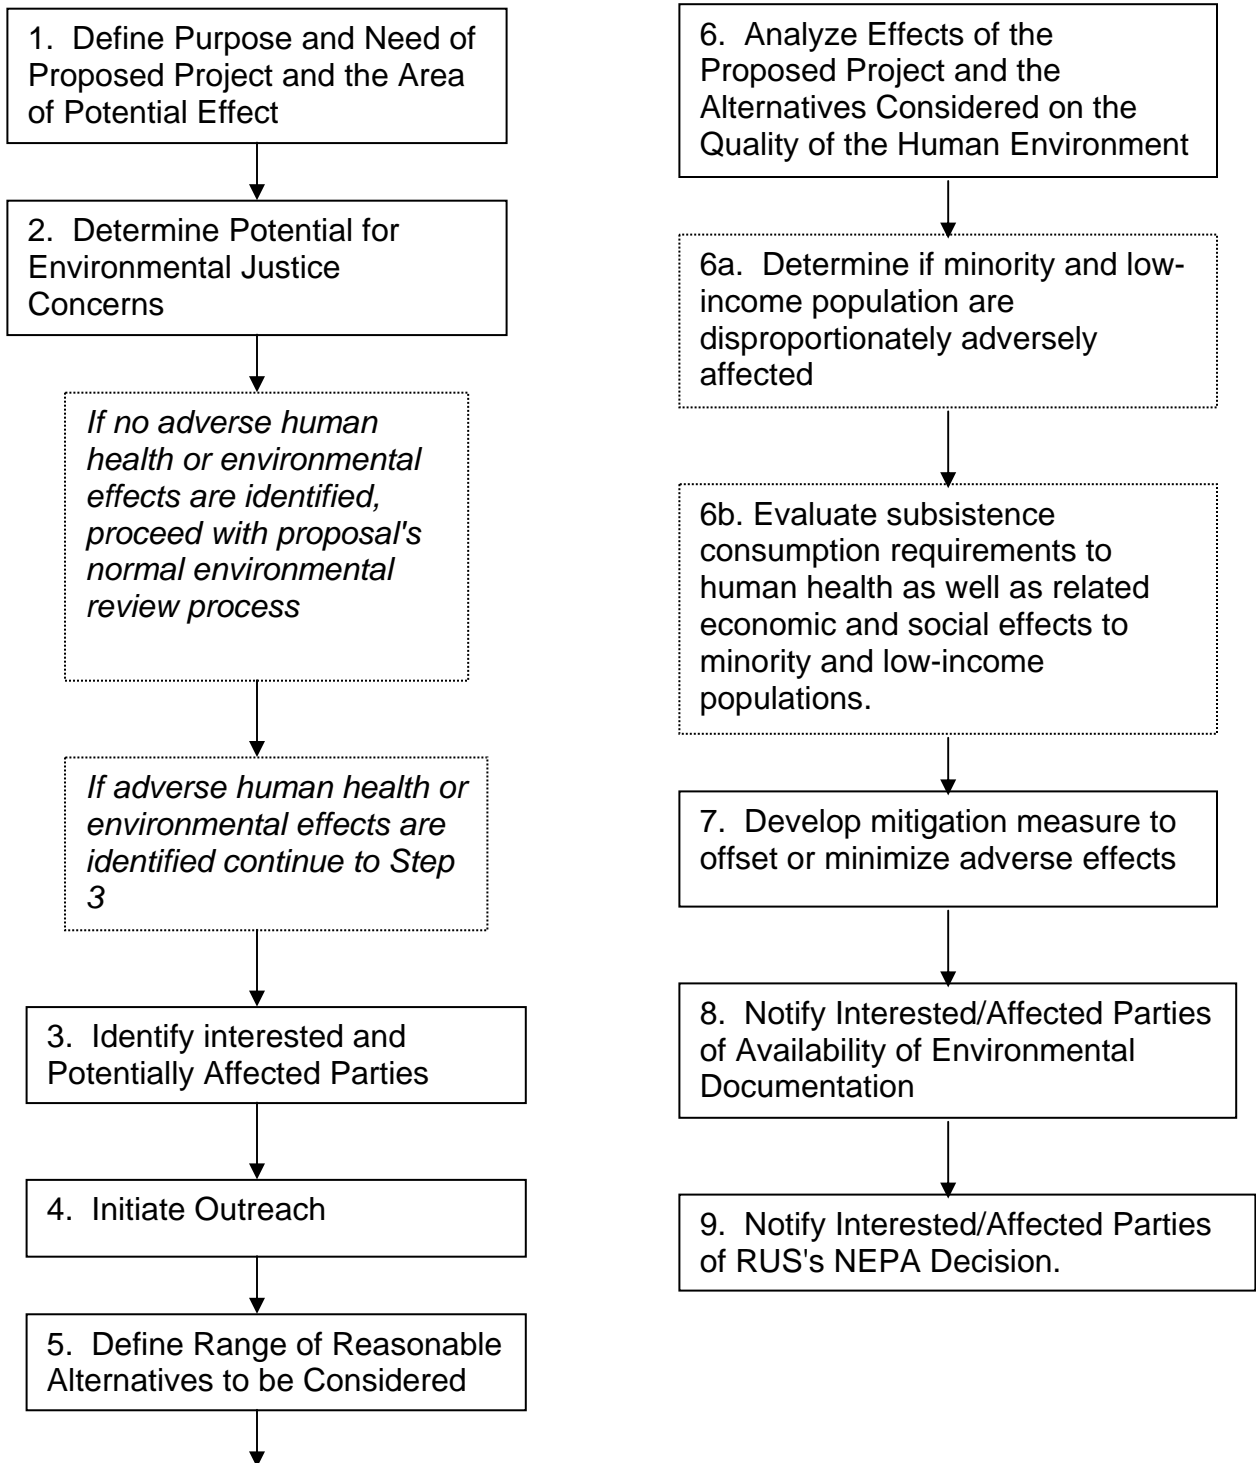 1. Define Purpose and Need of
Proposed Project and the Area
of Potential Effect
2. Determine Potential for
Environmental Justice
Concerns
If no adverse human
health or environmental
effects are identified,
proceed with proposal's
normal environmental
review process
If adverse human health or
environmental effects are
identified continue to Step
3
3. Identify interested and
Potentially Affected Parties
4. Initiate Outreach
5. Define Range of Reasonable
Alternatives to be Considered
6. Analyze Effects of the
Proposed Project and the
Alternatives Considered on the
Quality of the Human Environment
6a. Determine if minority and low-
income population are
disproportionately adversely
affected
6b. Evaluate subsistence
consumption requirements to
human health as well as related
economic and social effects to
minority and low-income
populations.
7. Develop mitigation measure to
offset or minimize adverse effects
8. Notify Interested/Affected Parties
of Availability of Environmental
Documentation
9. Notify Interested/Affected Parties
of RUS's NEPA Decision.